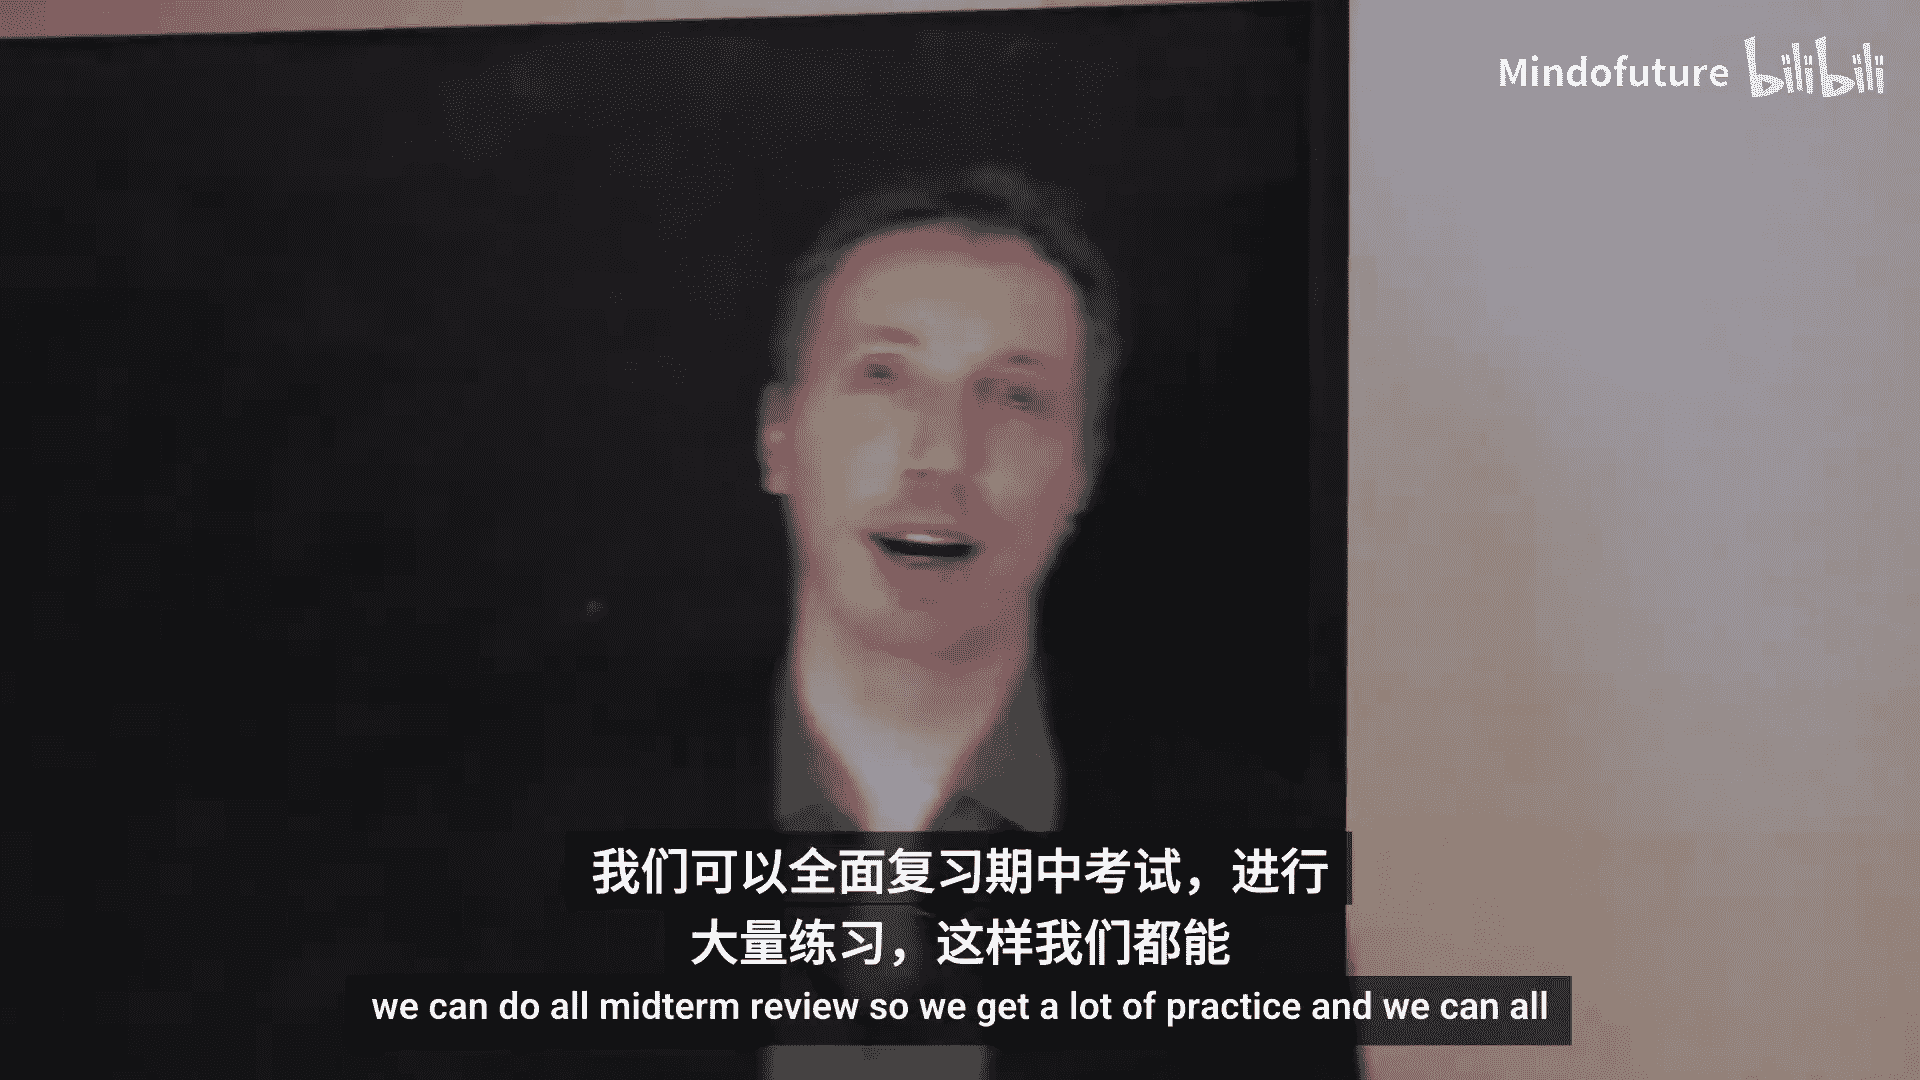 Mindofuture bilibili
我们可以全面复习期中考试，进行
大量练习，这样我们都能
we can do all midterm review so we get a lot of practice and we can all